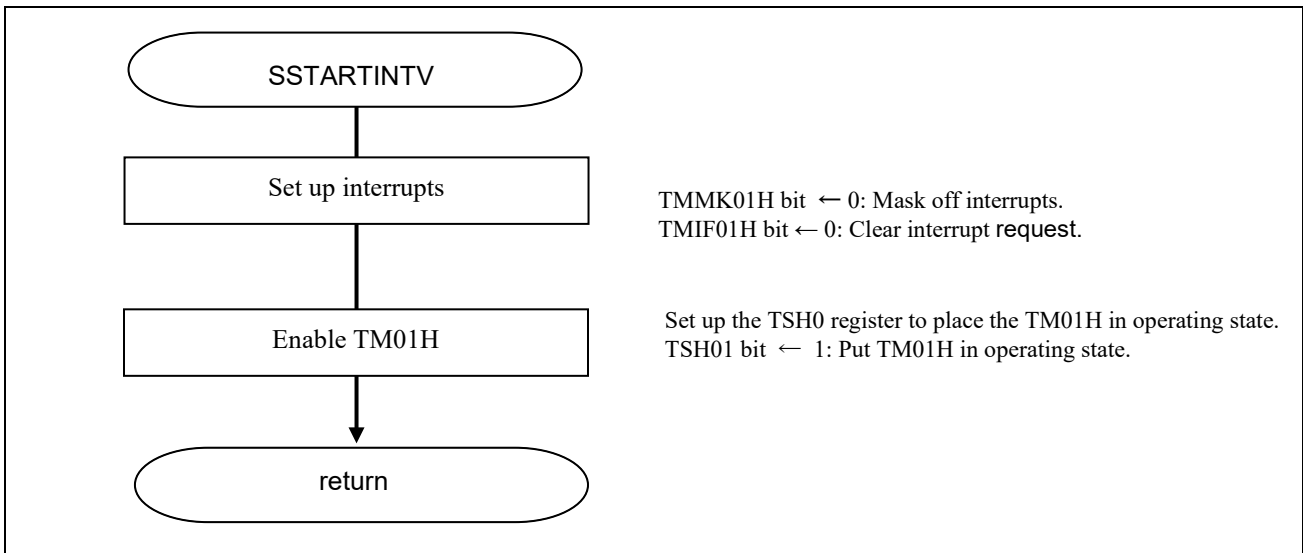 SSTARTINTV
Set up interrupts
TMMK01H bit ← 0: Mask off interrupts.
TMIF01H bit ← 0: Clear interrupt request.
Enable TM01H
Set up the TSH0 register to place the TM01H in operating state.
TSH01 bit ← 1: Put TM01H in operating state.
return